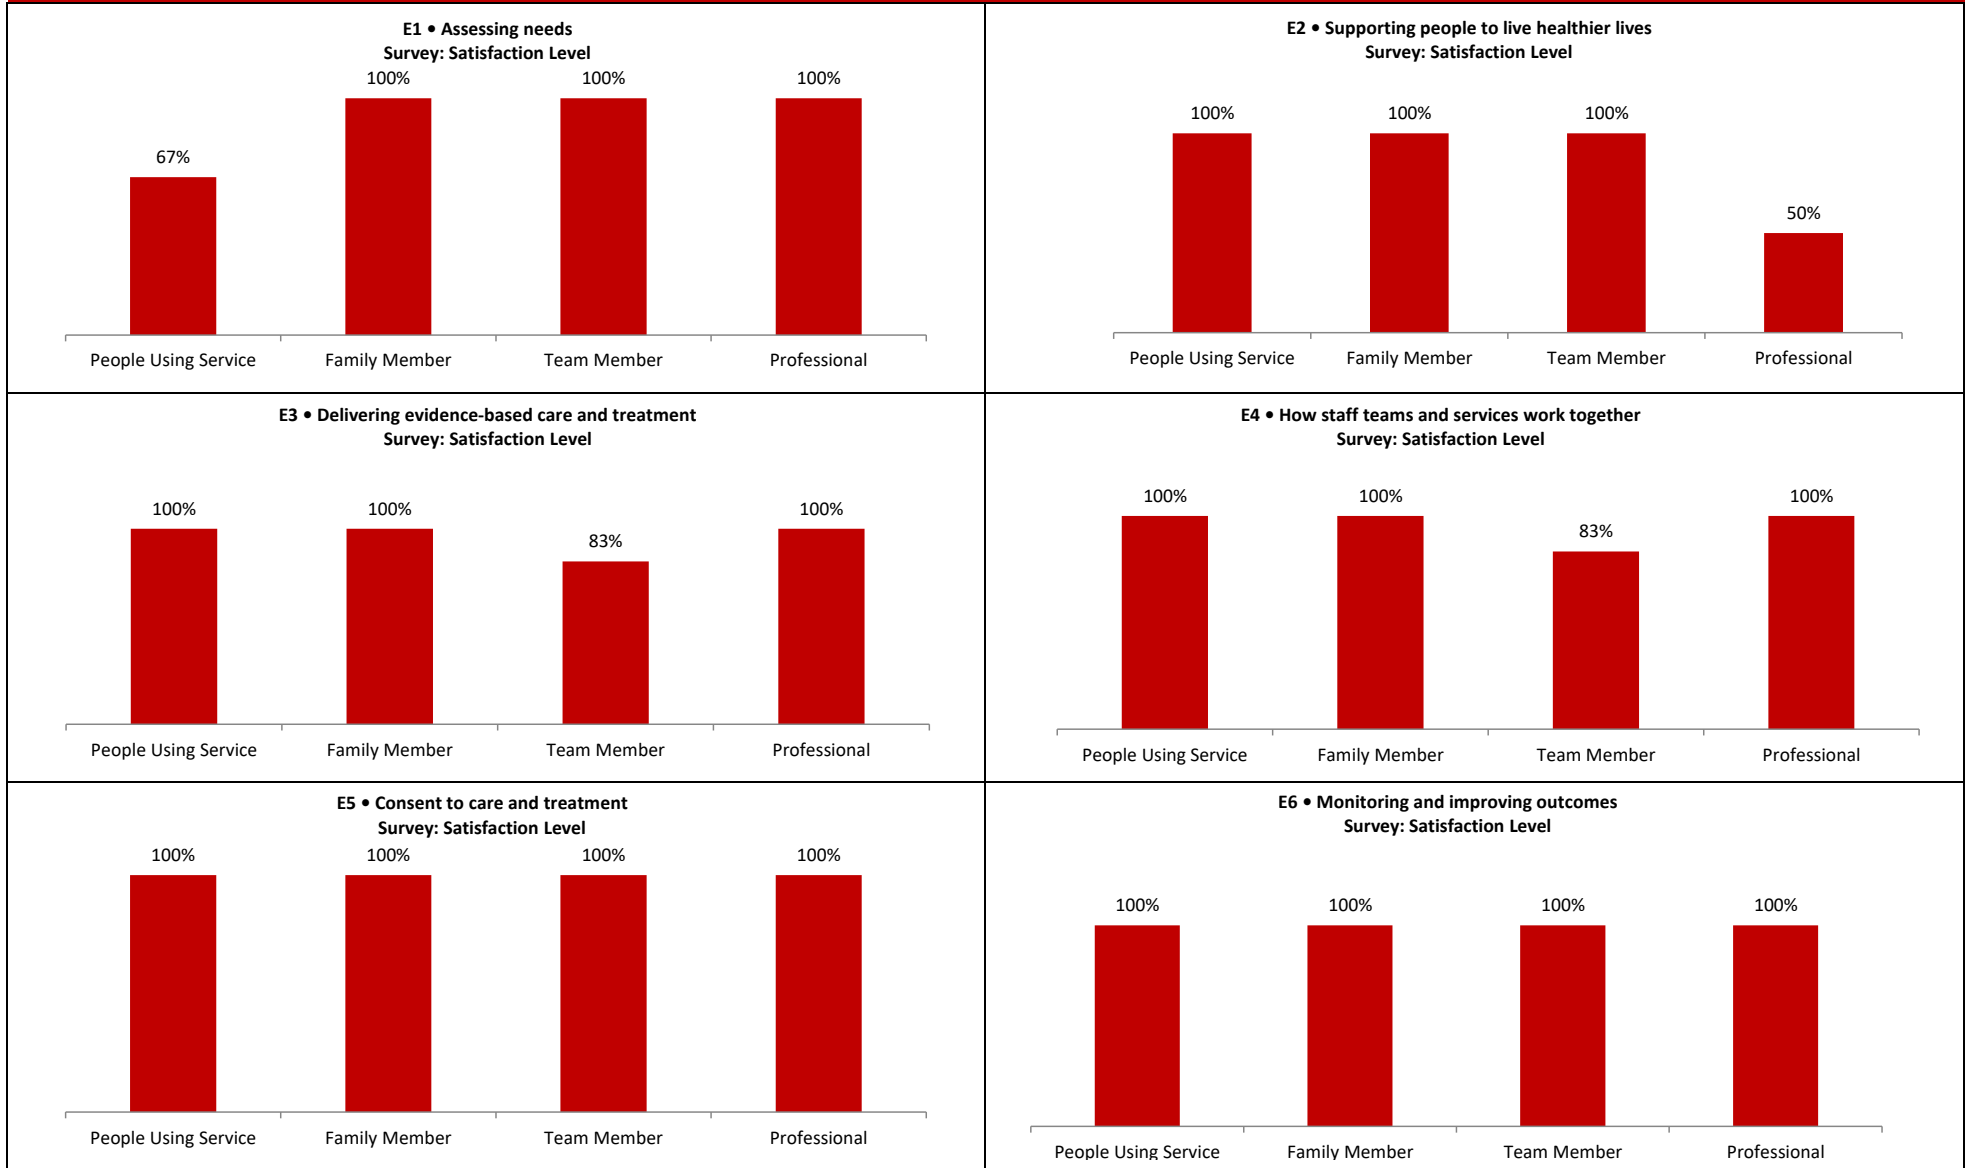 E1 • Assessing needs
Survey: Satisfaction Level
67%
100%
100%
100%
People Using Service
Family Member
Team Member
Professional
E2 • Supporting people to live healthier lives
Survey: Satisfaction Level
100%
100%
100%
50%
People Using Service
Family Member
Team Member
Professional
E3 • Delivering evidence-based care and treatment
Survey: Satisfaction Level
100%
100%
83%
100%
People Using Service
Family Member
Team Member
Professional
E4 • How staff teams and services work together
Survey: Satisfaction Level
100%
100%
83%
100%
People Using Service
Family Member
Team Member
Professional
E5 • Consent to care and treatment
Survey: Satisfaction Level
100%
100%
100%
100%
People Using Service
Family Member
Team Member
Professional
E6 • Monitoring and improving outcomes
Survey: Satisfaction Level
100%
100%
100%
100%
People Using Service
Family Member
Team Member
Professional